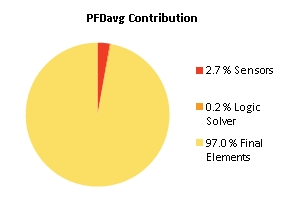 PFDavg Contribution
2.7 % Sensors
0.2 % Logic
Solver
97.0 % Final
Elements